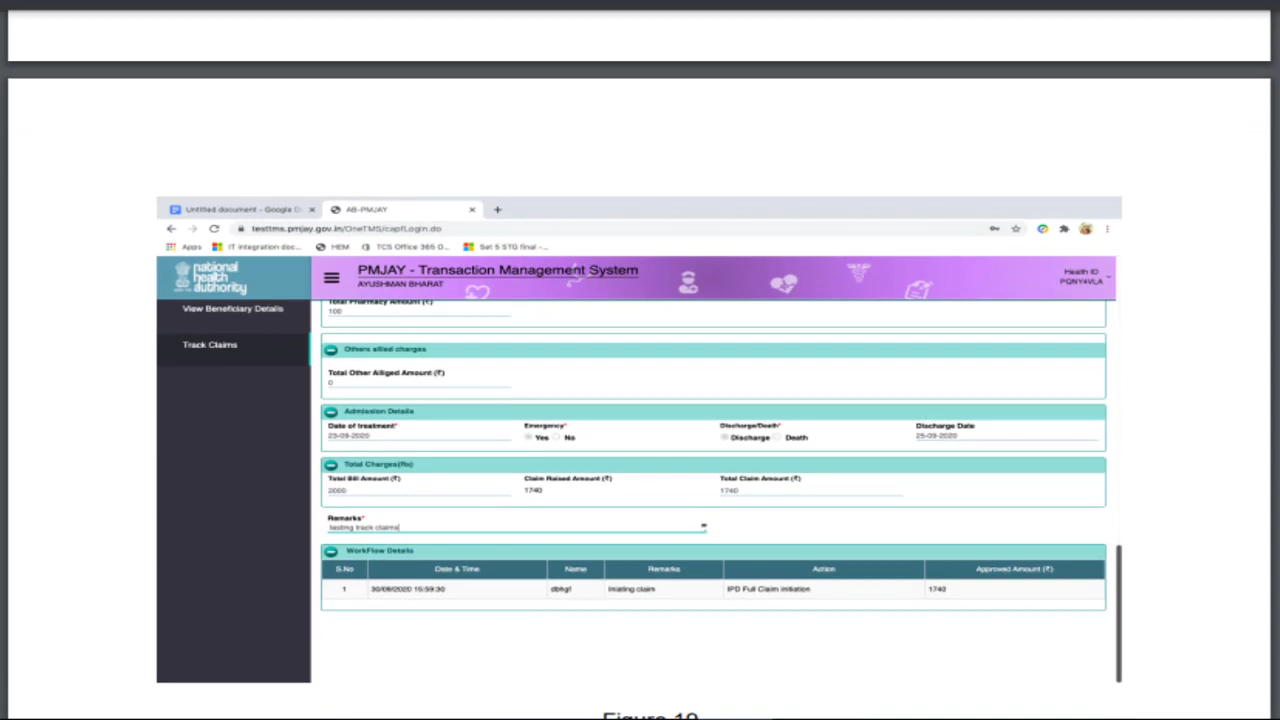 Untitled document - Google D
AB-PMJAY
testtms.pmjay.gov.in/OneTMS/capfLogin.do
Apps
IT integration doc...
HEM
TCS Office 365 O...
Set 5 STG final -...
national
health
authority
PMJAY - Transaction Management System
AYUSHMAN BHARAT
Health ID
PQNY4VLA
View Beneficiary Details
Track Claims
Total Pharmacy Amount (₹)
100
Others allied charges
Total Other Alliged Amount (₹)
0
Admission Details
Date of treatment* Emergency* Discharge/Death* Discharge Date
23-09-2020 Yes No Discharge Death 25-09-2020
Total Charges(Rs)
Total Bill Amount (₹) Claim Raised Amount (₹) Total Claim Amount (₹)
2000 1740 1740
Remarks*
testing track claims
WorkFlow Details
S.No Date & Time Name Remarks Action Approved Amount (₹)
1 30/09/2020 15:59:30 Iniating claim IPD Full Claim initiation 1740
Figure 19